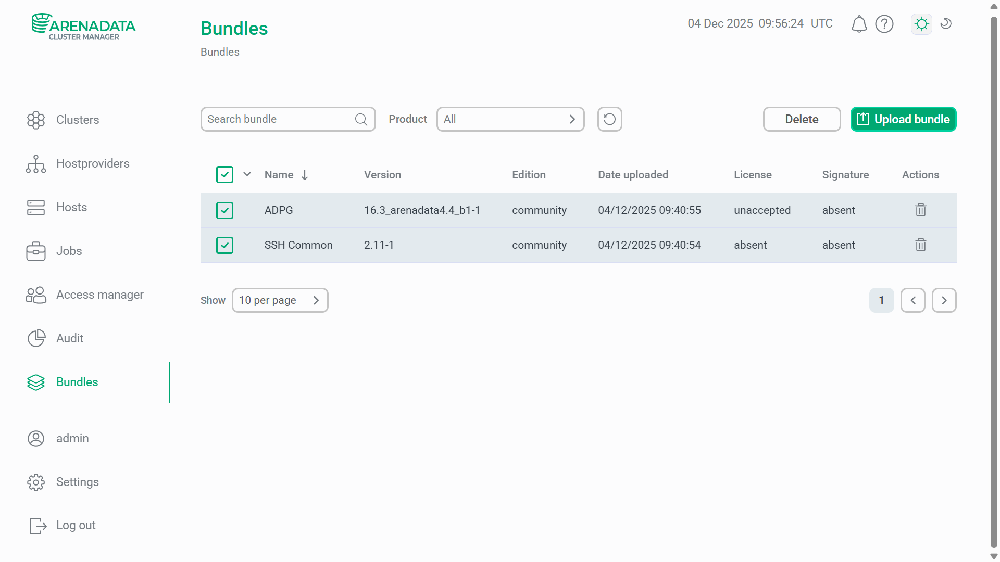 ARENADATA
CLUSTER MANAGER
Bundles
Bundles
04 Dec 2025 09:56:24 UTC
Clusters
Hostproviders
Hosts
Jobs
Access manager
Audit
Bundles
admin
Settings
Log out
Search bundle
Product
All
Delete
Upload bundle
Name Version Edition Date uploaded License Signature Actions
ADPG 16.3_arenadata4.4_b1-1 community 04/12/2025 09:40:55 unaccepted absent
SSH Common 2.11-1 community 04/12/2025 09:40:54 absent absent
Show 10 per page
1